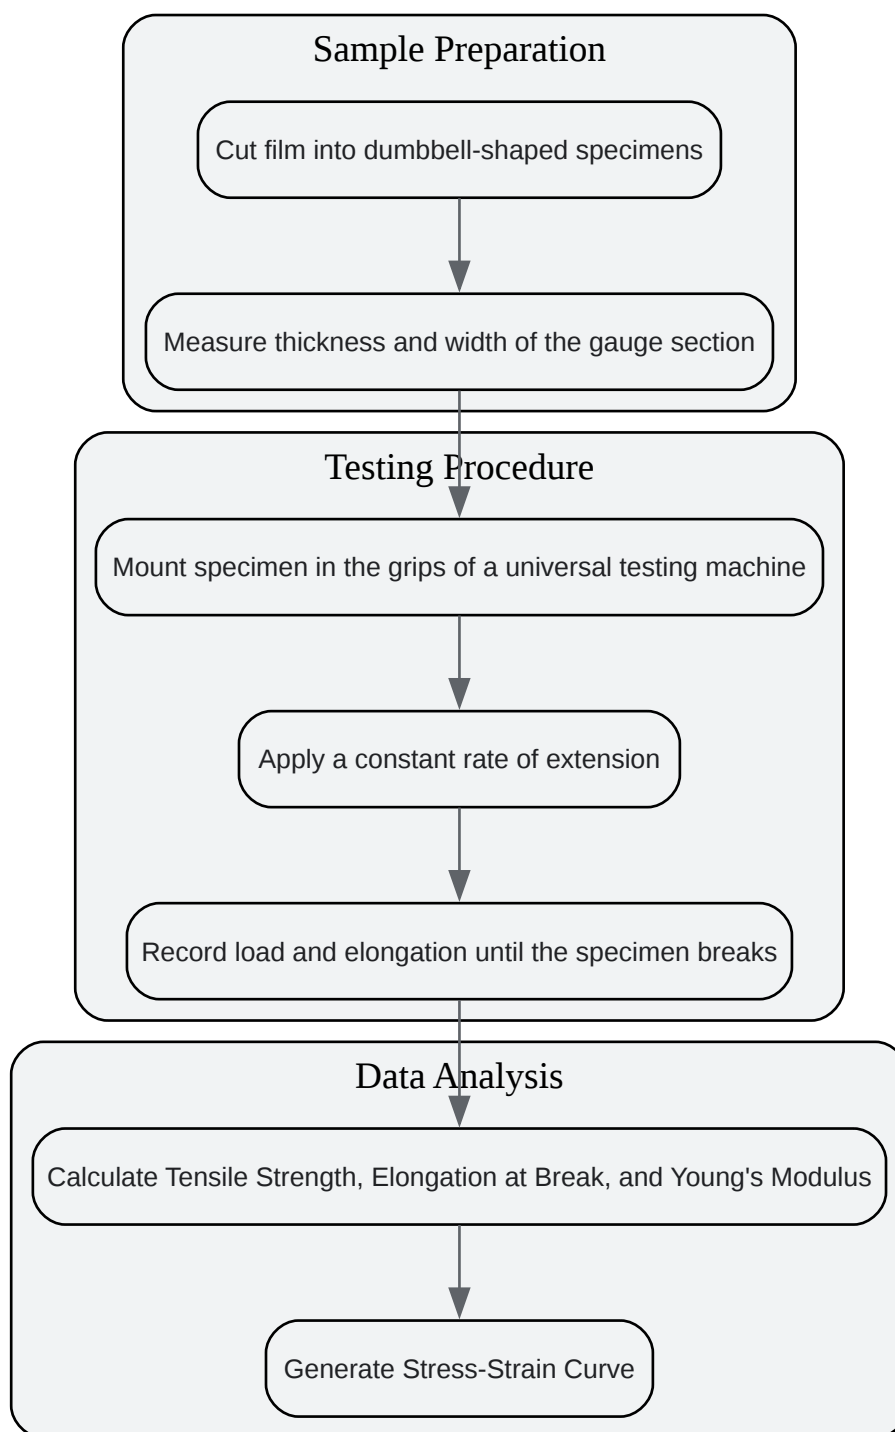 Sample Preparation
Cut film into dumbbell-shaped specimens
Measure thickness and width of the gauge section
Testing Procedure
Mount specimen in the grips of a universal testing machine
Apply a constant rate of extension
Record load and elongation until the specimen breaks
Data Analysis
Calculate Tensile Strength, Elongation at Break, and Young's Modulus
Generate Stress-Strain Curve